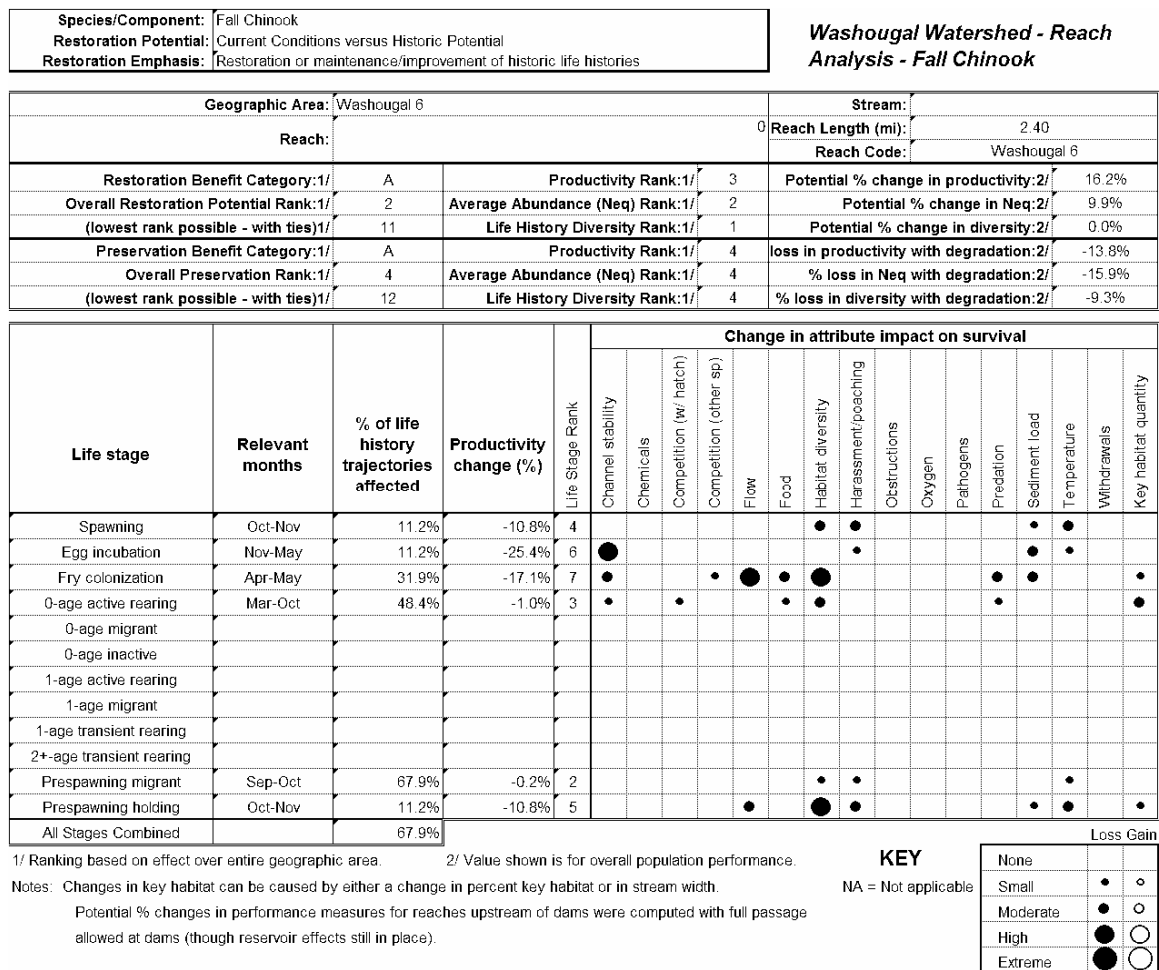 Species/Component: Fall Chinook
Restoration Potential: Current Conditions versus Historic Potential
Restoration Emphasis: Restoration or maintenance/improvement of historic life histories
Washougal Watershed - Reach
Analysis - Fall Chinook
Geographic Area: Washougal 6 Stream:
Reach: 0 Reach Length (mi): 2.40
Reach Code: Washougal 6
Restoration Benefit Category:1/ A Productivity Rank:1/ 3 Potential % change in productivity:2/ 16.2%
Overall Restoration Potential Rank:1/ 2 Average Abundance (Neq) Rank:1/ 2 Potential % change in Neq:2/ 9.9%
(lowest rank possible - with ties)1/ 11 Life History Diversity Rank:1/ 1 Potential % change in diversity:2/ 0.0%
Preservation Benefit Category:1/ A Productivity Rank:1/ 4 loss in productivity with degradation:2/ -13.8%
Overall Preservation Rank:1/ 4 Average Abundance (Neq) Rank:1/ 4 % loss in Neq with degradation:2/ -15.9%
(lowest rank possible - with ties)1/ 12 Life History Diversity Rank:1/ 4 % loss in diversity with degradation:2/ -9.3%
Change in attribute impact on survival
Life stage
Relevant
months
% of life
history
trajectories
affected
Productivity
change (%)
Life Stage Rank
Channel stability
Chemicals
Competition (w/ hatch)
Competition (other sp)
Flow
Food
Habitat diversity
Harassment/poaching
Obstructions
Oxygen
Pathogens
Predation
Sediment load
Temperature
Withdrawals
Key habitat quantity
Spawning Oct-Nov 11.2% -10.8% 4
Egg incubation Nov-May 11.2% -25.4% 6
Fry colonization Apr-May 31.9% -17.1% 7
0-age active rearing Mar-Oct 48.4% -1.0% 3
0-age migrant
0-age inactive
1-age active rearing
1-age migrant
1-age transient rearing
2+-age transient rearing
Prespawning migrant Sep-Oct 67.9% -0.2% 2
Prespawning holding Oct-Nov 11.2% -10.8% 5
All Stages Combined 67.9%
1/ Ranking based on effect over entire geographic area. 2/ Value shown is for overall population performance.
Notes: Changes in key habitat can be caused by either a change in percent key habitat or in stream width.
Potential % changes in performance measures for reaches upstream of dams were computed with full passage
allowed at dams (though reservoir effects still in place).
KEY
NA = Not applicable
Loss Gain
None
Small
Moderate
High
Extreme